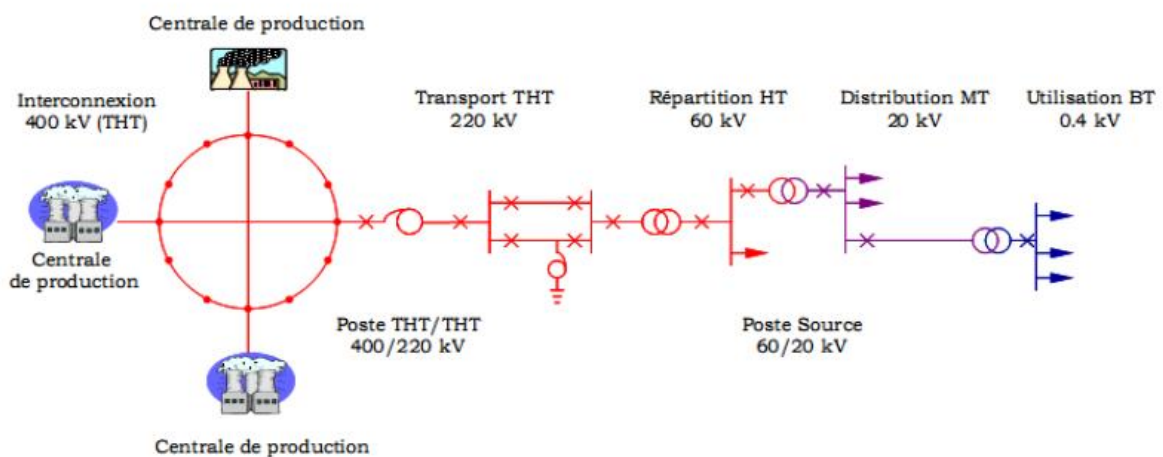 Centrale de production
Interconnexion
400 kV (THT)
Transport THT
220 kV
Répartition HT
60 kV
Distribution MT
20 kV
Utilisation BT
0.4 kV
Centrale
de production
Poste THT/THT
400/220 kV
Poste Source
60/20 kV
Centrale de production